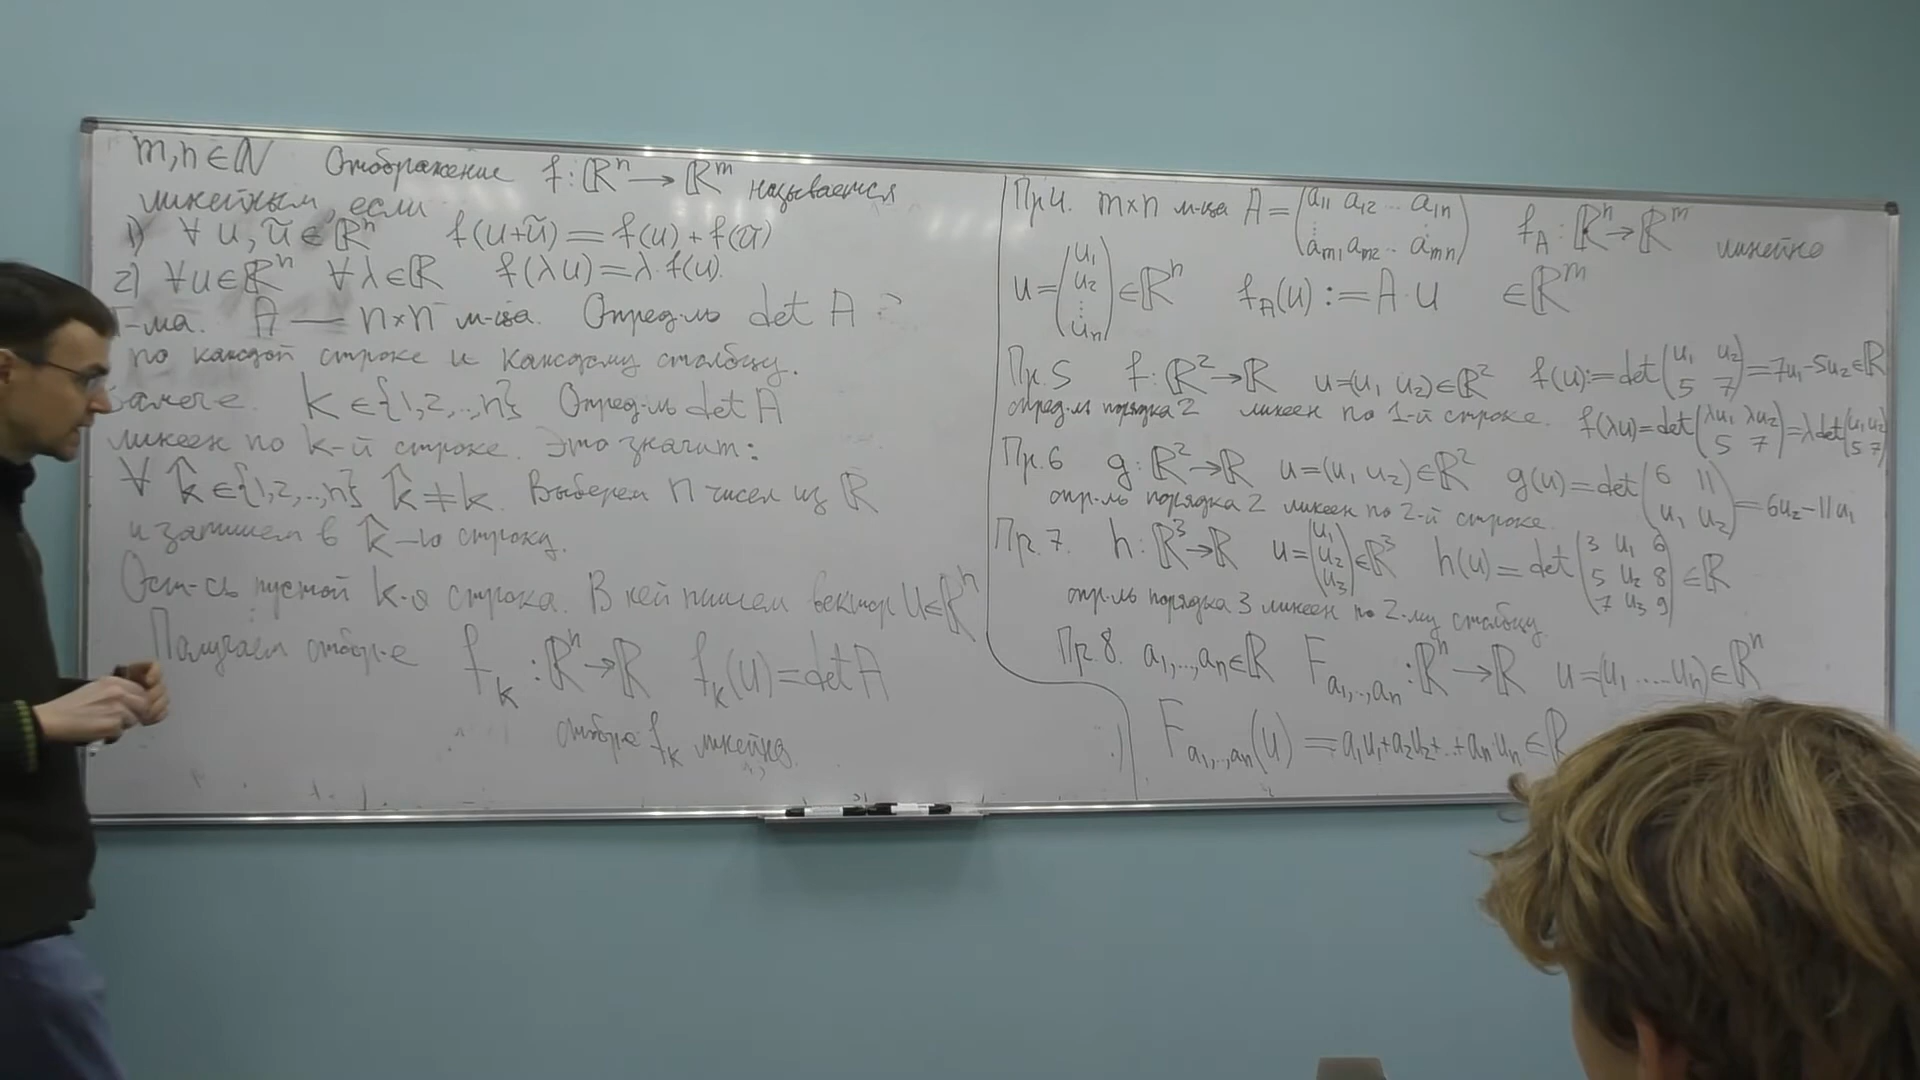 m,n∈ℕ Отображение f:ℝⁿ→ℝᵐ называется
линейным, если
1) ∀ u,ũ∈ℝⁿ f(u+ũ)=f(u)+f(ũ)
2) ∀u∈ℝⁿ ∀λ∈ℝ f(λu)=λ·f(u).
-ма. A — n×n м-ца. Опред-ль det A
по каждой строке и каждому столбцу.
k∈{1,2,..,n} Опред-ль det A
линеен по k-й строке. Это значит:
∀ k̂∈{1,2,..,n} k̂≠k. Выберем n чисел из ℝ
и запишем в k̂-ю строку.
Ост-сь пустой k-я строка. В ней пишем вектор u∈ℝⁿ
Получаем отобр-е f_k:ℝⁿ→ℝ f_k(u)=det A
отобр-е f_k линейно.
Пр.4. m×n м-ца A=(a₁₁ a₁₂ ... a₁ₙ ⋮ aₘ₁ aₘ₂ .. aₘₙ) f_A:ℝⁿ→ℝᵐ линейно
u=(u₁ u₂ ⋮ uₙ)∈ℝⁿ f_A(u):=A·u ∈ℝᵐ
Пр.5 f:ℝ²→ℝ u=(u₁,u₂)∈ℝ² f(u):=det(u₁ u₂ 5 7)=7u₁-5u₂∈ℝ
опред-ль порядка 2 линеен по 1-й строке. f(λu)=det(λu₁ λu₂ 5 7)=λdet(u₁ u₂ 5 7)
Пр.6 g:ℝ²→ℝ u=(u₁,u₂)∈ℝ² g(u)=det(6 11 u₁ u₂)=6u₂-11u₁
опр-ль порядка 2 линеен по 2-й строке.
Пр.7. h:ℝ³→ℝ u=(u₁ u₂ u₃)∈ℝ³ h(u)=det(3 u₁ 6 5 u₂ 8 7 u₃ 9)∈ℝ
опр-ль порядка 3 линеен по 2-му столбцу.
Пр.8. a₁,..,aₙ∈ℝ F_{a₁,..,aₙ}:ℝⁿ→ℝ u=(u₁....uₙ)∈ℝⁿ
F_{a₁,..,aₙ}(u)=a₁u₁+a₂u₂+..+aₙ·uₙ∈ℝ